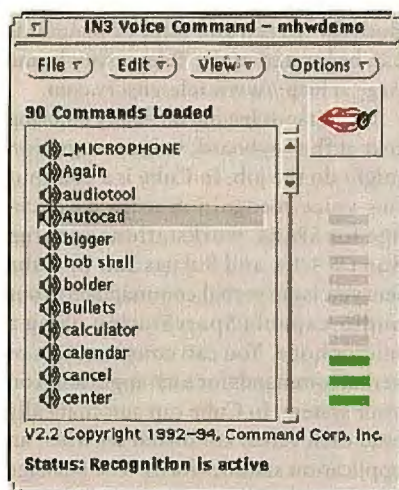 IN3 Voice Command – mhwdemo
File Edit View Options
90 Commands Loaded
_MICROPHONE
Again
audiotool
Autocad
bigger
bob shell
bolder
Bullets
calculator
calendar
cancel
center
V2.2 Copyright 1992–94, Command Corp, Inc.
Status: Recognition is active